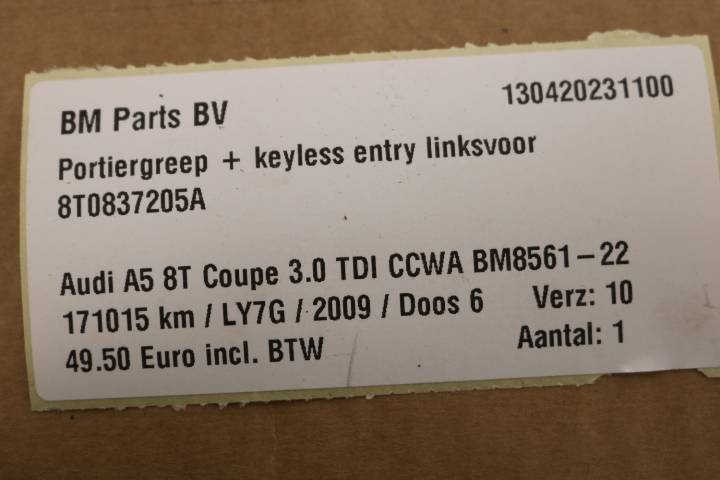 BM Parts BV 130420231100
Portiergreep + keyless entry linksvoor
8T0837205A
Audi A5 8T Coupe 3.0 TDI CCWA BM8561-22
171015 km / LY7G / 2009 / Doos 6 Verz: 10
49.50 Euro incl. BTW Aantal: 1